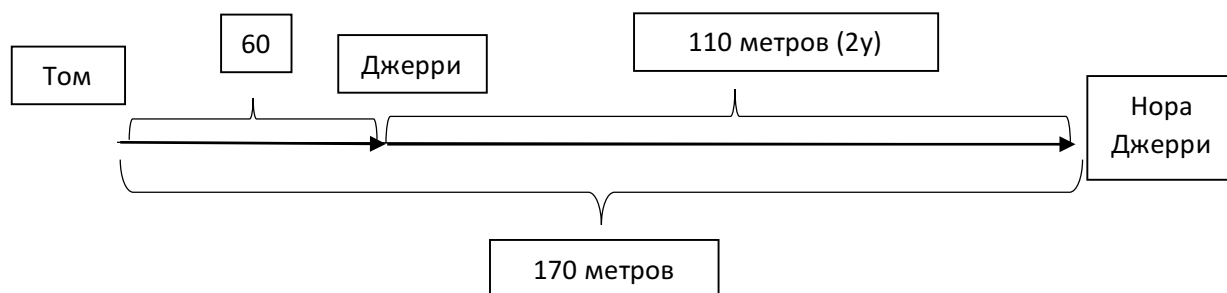 60
110 метров (2у)
Том
Джерри
Нора
Джерри
170 метров